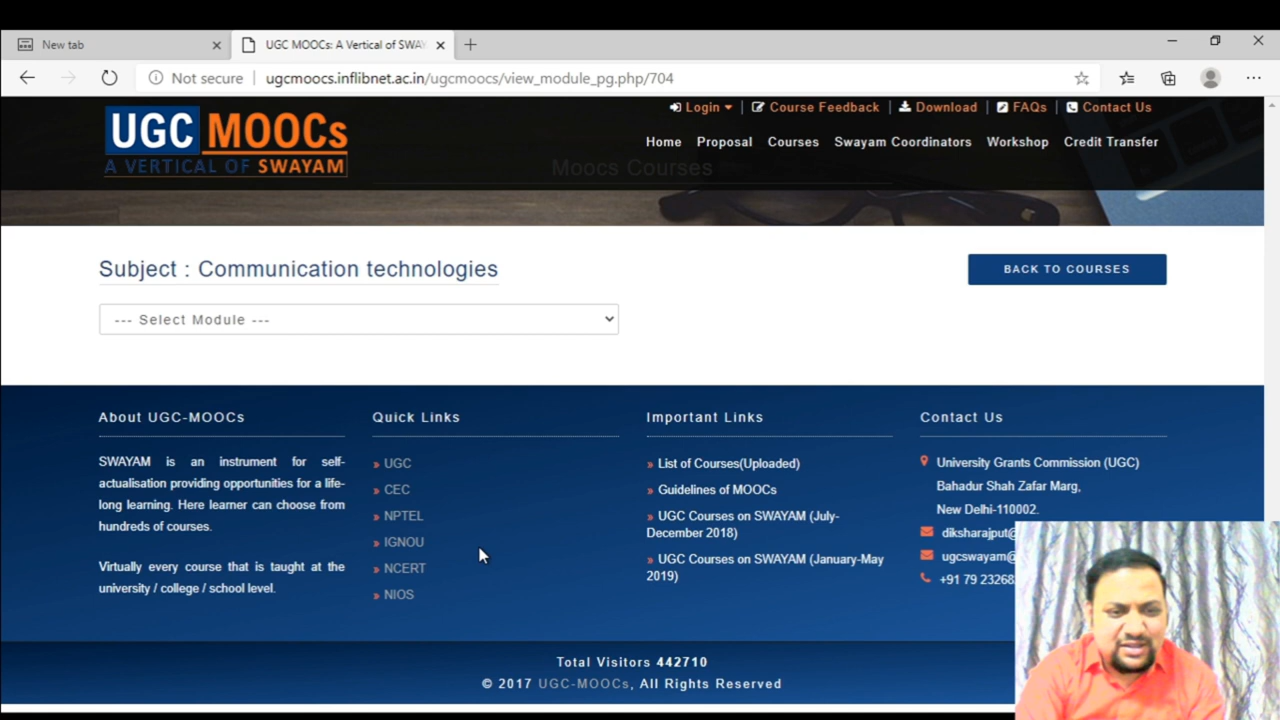 New tab
UGC MOOCs: A Vertical of SWAY
Not secure
ugcmoocs.inflibnet.ac.in/ugcmoocs/view_module_pg.php/704
Login | Course Feedback | Download | FAQs | Contact Us
UGC MOOCs
A VERTICAL OF SWAYAM
Home Proposal Courses Swayam Coordinators Workshop Credit Transfer
Moocs Courses
Subject : Communication technologies
BACK TO COURSES
--- Select Module ---
About UGC-MOOCs
SWAYAM is an instrument for self-
actualisation providing opportunities for a life-
long learning. Here learner can choose from
hundreds of courses.
Virtually every course that is taught at the
university / college / school level.
Quick Links
» UGC
» CEC
» NPTEL
» IGNOU
» NCERT
» NIOS
Important Links
» List of Courses(Uploaded)
» Guidelines of MOOCs
» UGC Courses on SWAYAM (July-
December 2018)
» UGC Courses on SWAYAM (January-May
2019)
Contact Us
University Grants Commission (UGC)
Bahadur Shah Zafar Marg,
New Delhi-110002.
diksharajput@
ugcswayam@
+91 79 23268
Total Visitors 442710
© 2017 UGC-MOOCs, All Rights Reserved